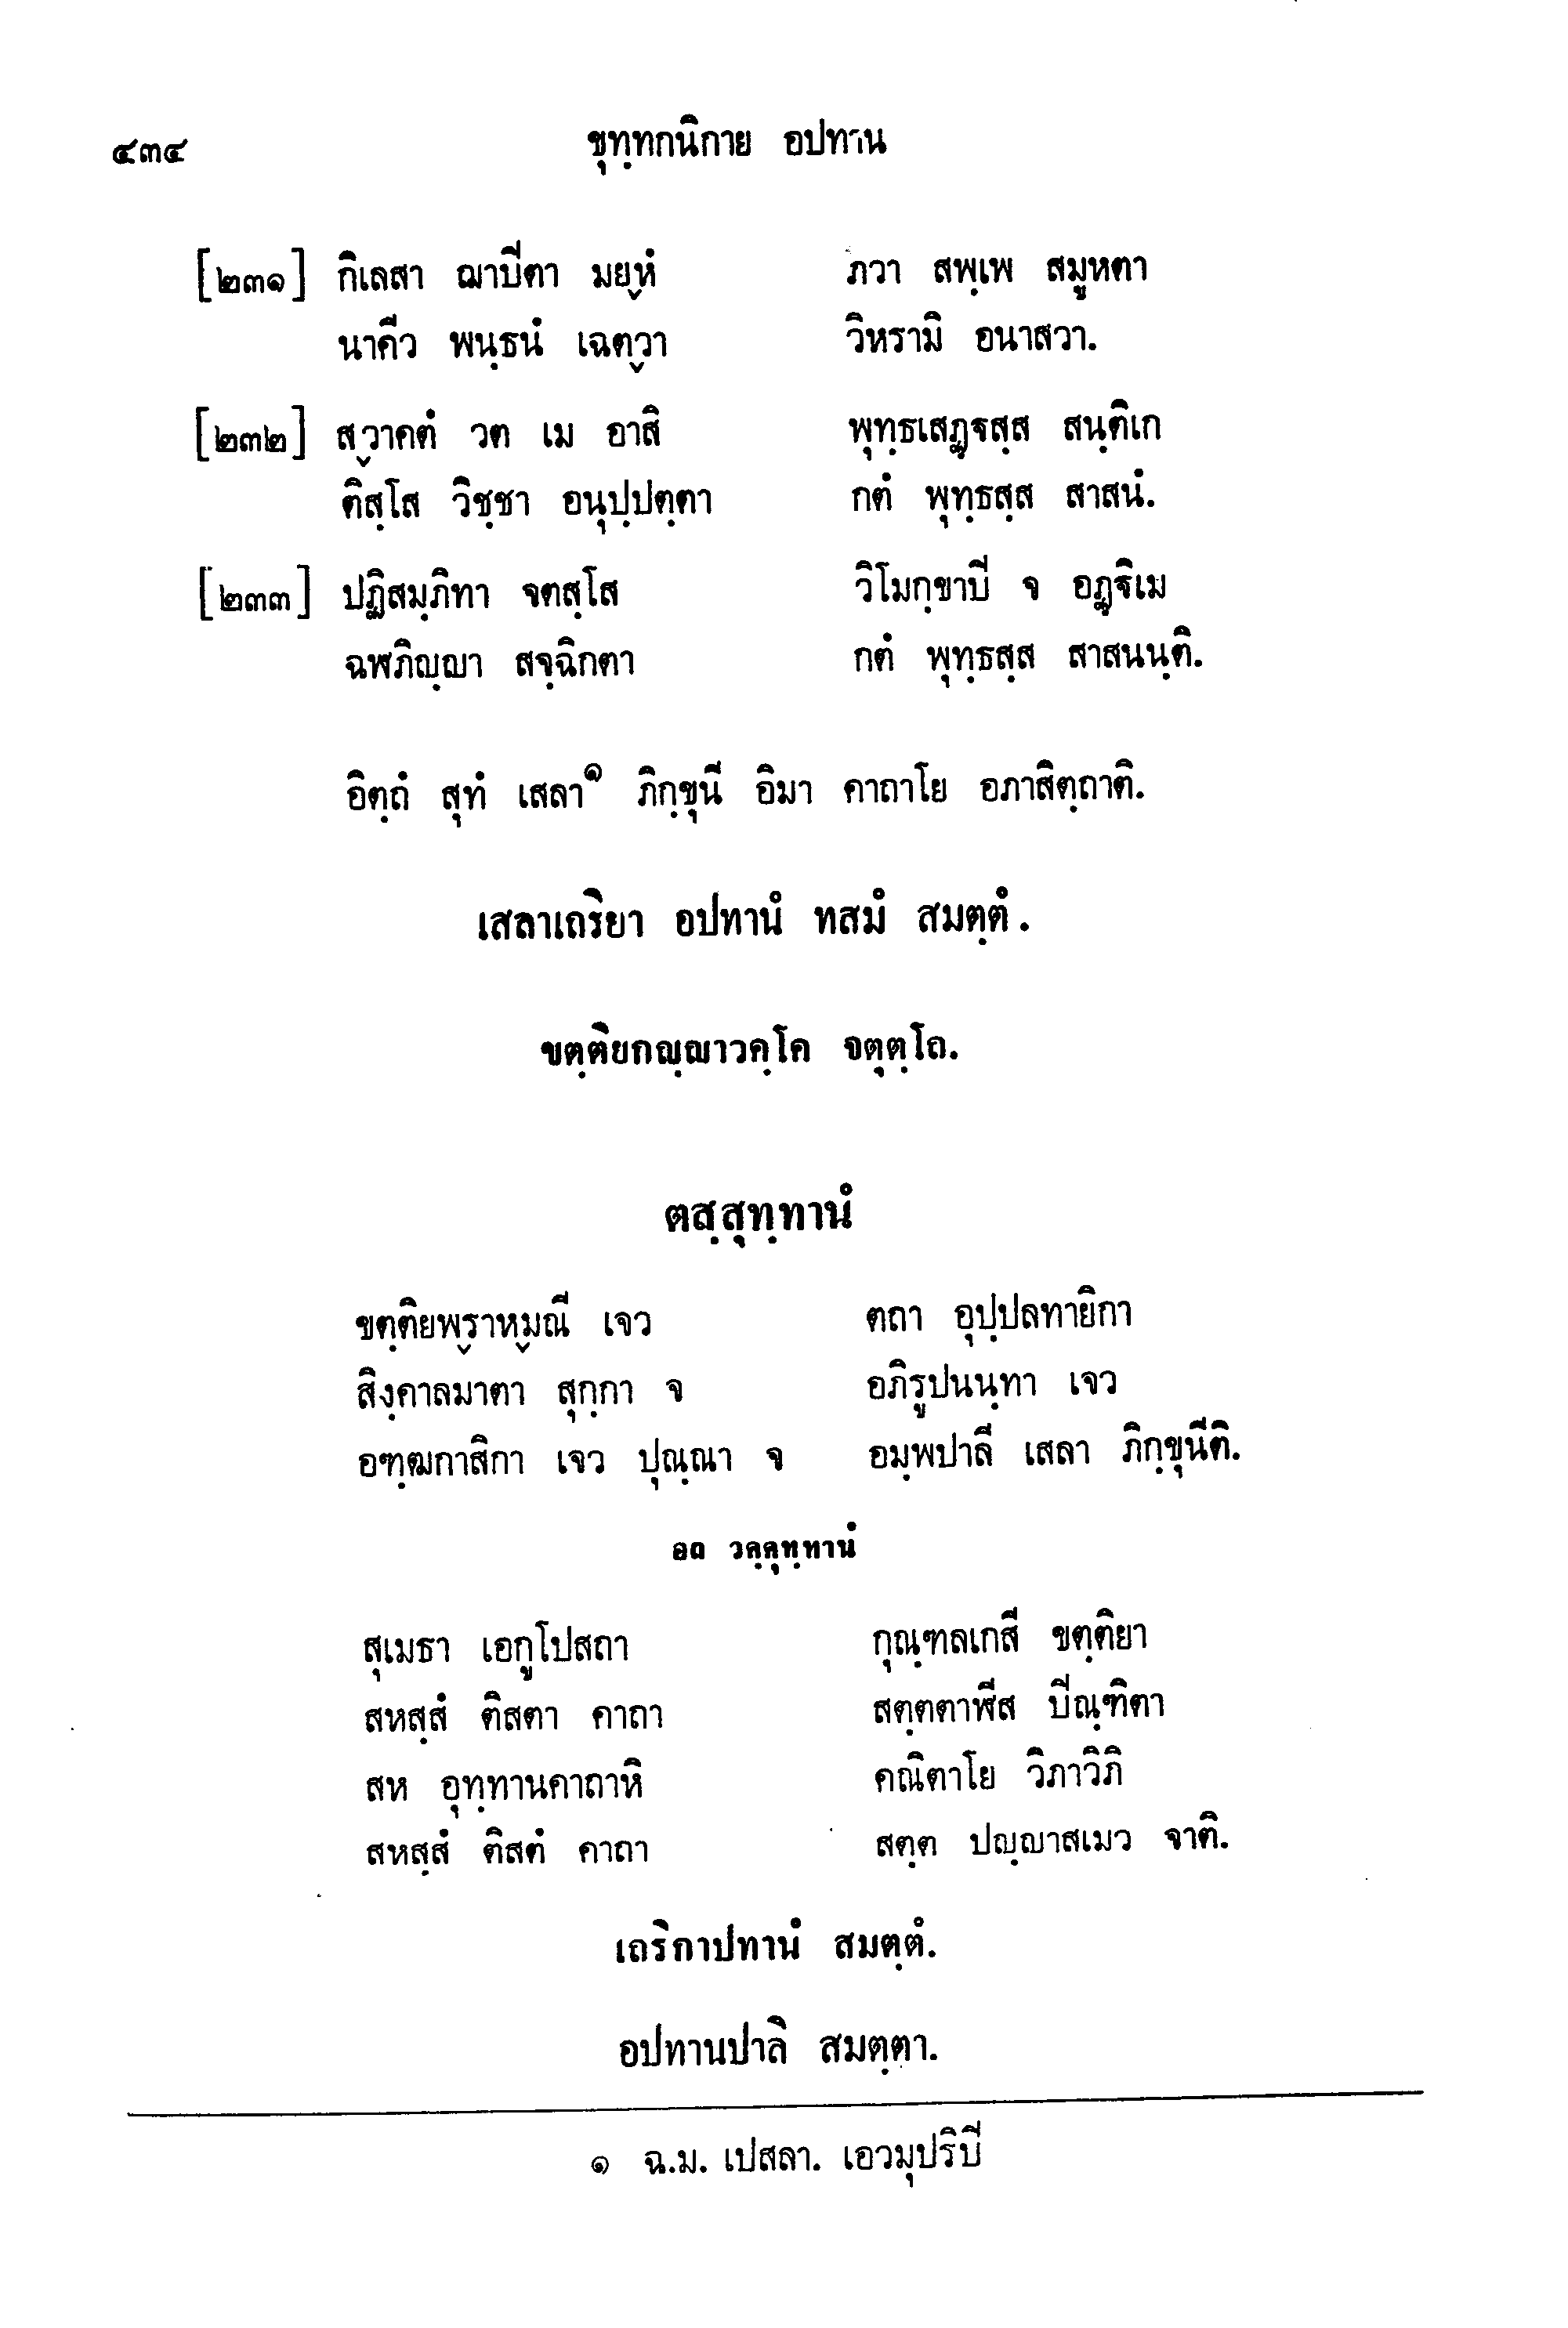 ๔๓๔ ขุทฺทกนิกาย อปทาน
[๒๓๑] กิเลสา ฌาปิตา มยฺหํ ภวา สพฺเพ สมูหตา
นาคีว พนฺธนํ เฉตฺวา วิหรามิ อนาสวา.
[๒๓๒] สฺวาคตํ วต เม อาสิ พุทฺธเสฏฺฐสฺส สนฺติเก
ติสฺโส วิชฺชา อนุปฺปตฺตา กตํ พุทฺธสฺส สาสนํ.
[๒๓๓] ปฏิสมฺภิทา จตสฺโส วิโมกฺขาปิ จ อฏฺฐิเม
ฉฬภิญฺญา สจฺฉิกตา กตํ พุทฺธสฺส สาสนนฺติ.
อิตฺถํ สุทํ เสลา๑ ภิกฺขุนี อิมา คาถาโย อภาสิตฺถาติ.
เสลาเถริยา อปทานํ ทสมํ สมตฺตํ.
ขตฺติยกญฺญาวคฺโค จตุตฺโถ.
ตสฺสุทฺทานํ
ขตฺติยพฺราหฺมณี เจว ตถา อุปฺปลทายิกา
สิงฺคาลมาตา สุกฺกา จ อภิรูปนนฺทา เจว
อฑฺฒกาสิกา เจว ปุณฺณา จ อมฺพปาลี เสลา ภิกฺขุนีติ.
อถ วคฺคุทฺทานํ
สุเมธา เอกูโปสถา กุณฺฑลเกสี ขตฺติยา
สหสฺสํ ติสตา คาถา สตฺตตาฬีส ปิณฺฑิตา
สห อุทฺทานคาถาหิ คณิตาโย วิภาวิภิ
สหสฺสํ ติสตํ คาถา สตฺต ปญฺญาสเมว จาติ.
เถริกาปทานํ สมตฺตํ.
อปทานปาลิ สมตฺตา.
๑ ฉ.ม. เปสลา. เอวมุปริปิ